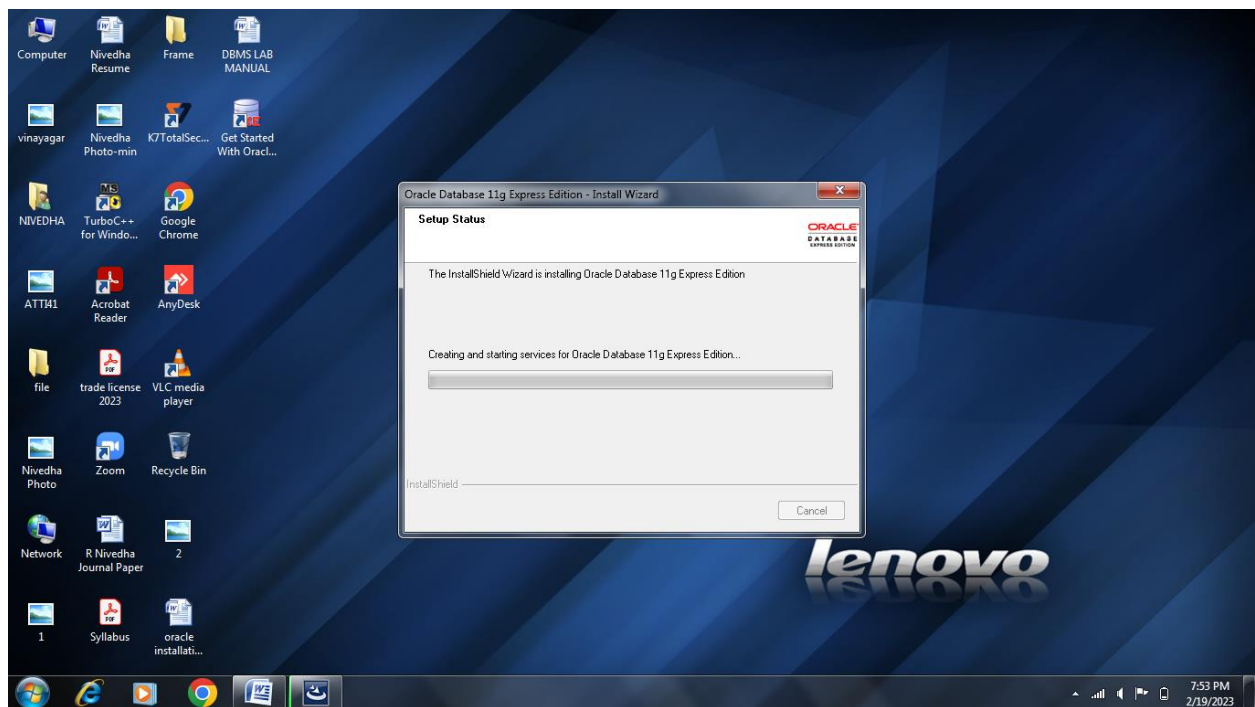 Computer
Nivedha
Resume
Frame
DBMS LAB
MANUAL
vinayagar
Nivedha
Photo-min
K7TotalSec...
Get Started
With Oracl...
NIVEDHA
TurboC++
for Windo...
Google
Chrome
ATTI41
Acrobat
Reader
AnyDesk
file
trade license
2023
VLC media
player
Nivedha
Photo
Zoom
Recycle Bin
Network
R Nivedha
Journal Paper
2
1
Syllabus
oracle
installati...
Oracle Database 11g Express Edition - Install Wizard
Setup Status
ORACLE
DATABASE
EXPRESS EDITION
The InstallShield Wizard is installing Oracle Database 11g Express Edition
Creating and starting services for Oracle Database 11g Express Edition...
InstallShield
Cancel
lenovo
7:53 PM
2/19/2023